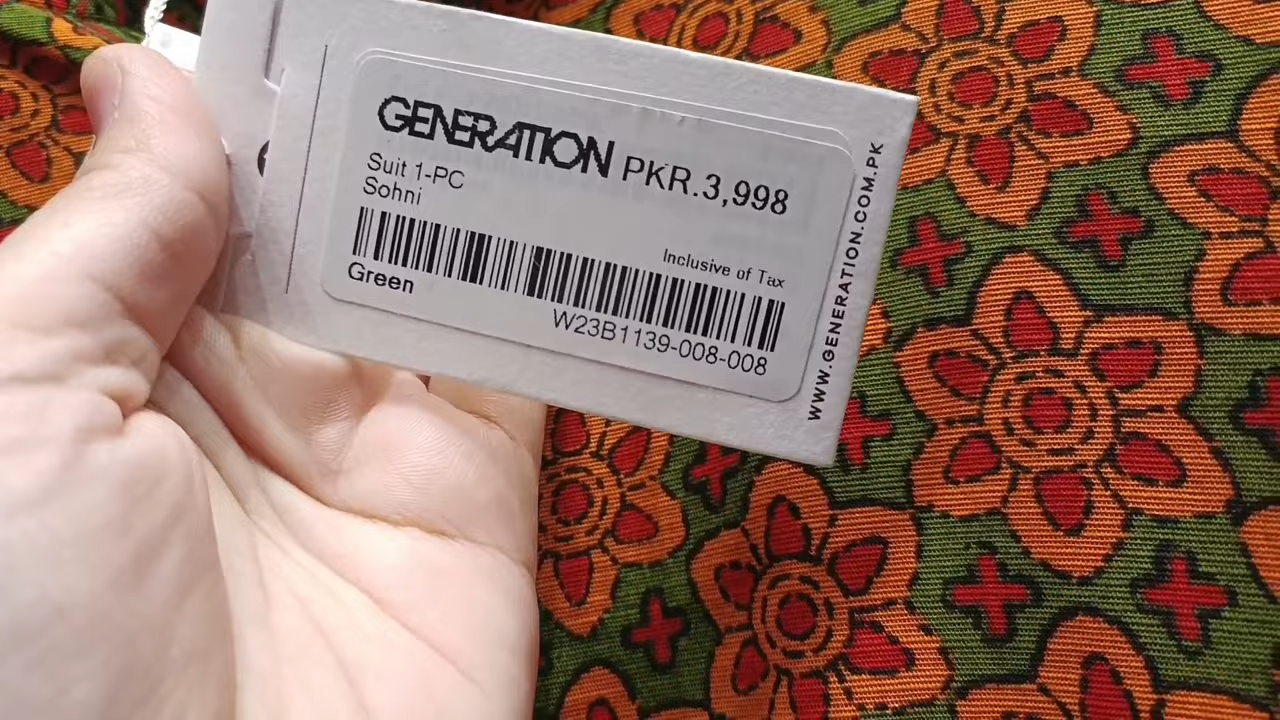 GENERATION PKR.3,998
Suit 1-PC
Sohni
Inclusive of Tax
Green
W23B1139-008-008
WWW.GENERATION.COM.PK